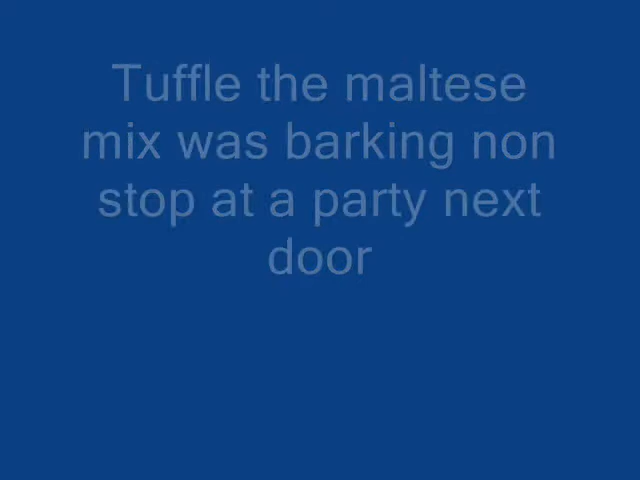 Tuffle the maltese
mix was barking non
stop at a party next
door